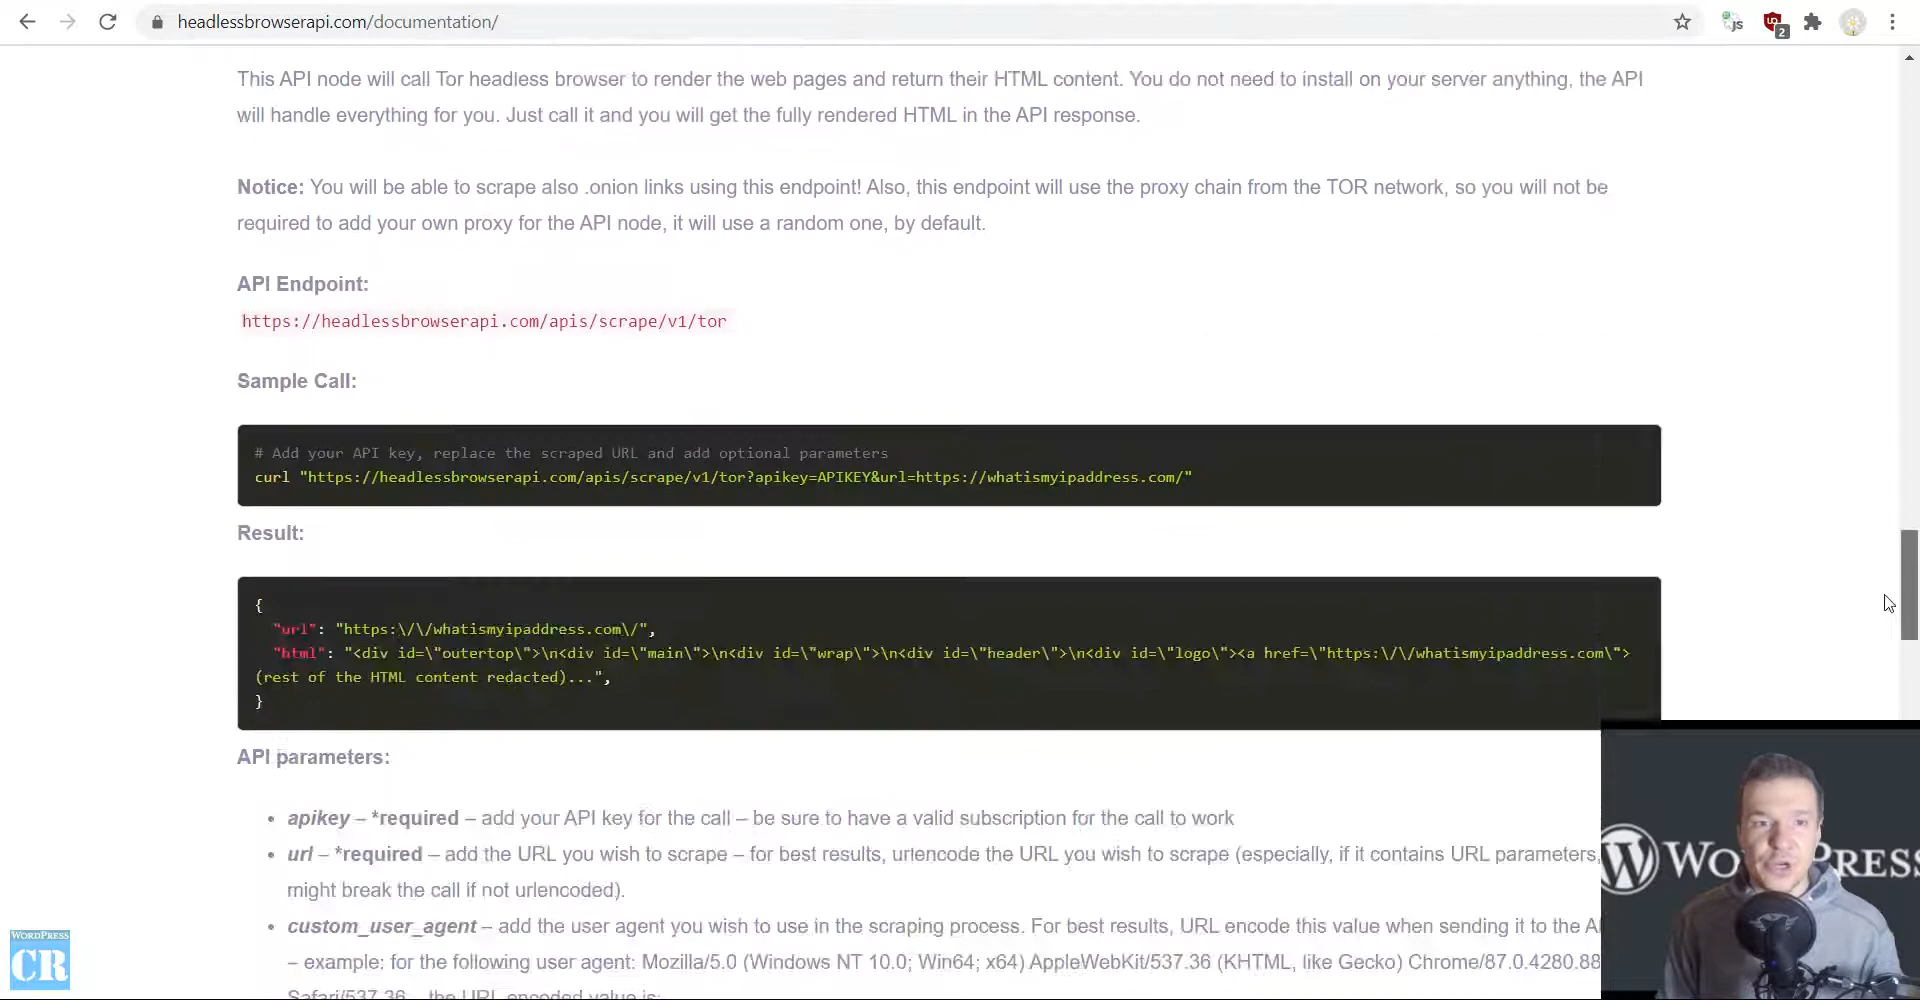 headlessbrowserapi.com/documentation/
JS
2
This API node will call Tor headless browser to render the web pages and return their HTML content. You do not need to install on your server anything, the API
will handle everything for you. Just call it and you will get the fully rendered HTML in the API response.
Notice: You will be able to scrape also .onion links using this endpoint! Also, this endpoint will use the proxy chain from the TOR network, so you will not be
required to add your own proxy for the API node, it will use a random one, by default.
API Endpoint:
https://headlessbrowserapi.com/apis/scrape/v1/tor
Sample Call:
# Add your API key, replace the scraped URL and add optional parameters
curl "https://headlessbrowserapi.com/apis/scrape/v1/tor?apikey=APIKEY&url=https://whatismyipaddress.com/"
Result:
{
"url": "https:\/\/whatismyipaddress.com\/",
"html": "<div id=\"outertop\">\n<div id=\"main\">\n<div id=\"wrap\">\n<div id=\"header\">\n<div id=\"logo\"><a href=\"https:\/\/whatismyipaddress.com\">
(rest of the HTML content redacted)...",
}
API parameters:
• apikey – *required – add your API key for the call – be sure to have a valid subscription for the call to work
• url – *required – add the URL you wish to scrape – for best results, urlencode the URL you wish to scrape (especially, if it contains URL parameters,
might break the call if not urlencoded).
• custom_user_agent – add the user agent you wish to use in the scraping process. For best results, URL encode this value when sending it to the
– example: for the following user agent: Mozilla/5.0 (Windows NT 10.0; Win64; x64) AppleWebKit/537.36 (KHTML, like Gecko) Chrome/87.0.4280.88
Safari/537.36 – the URL encoded value is:
WORDPRESS
CR